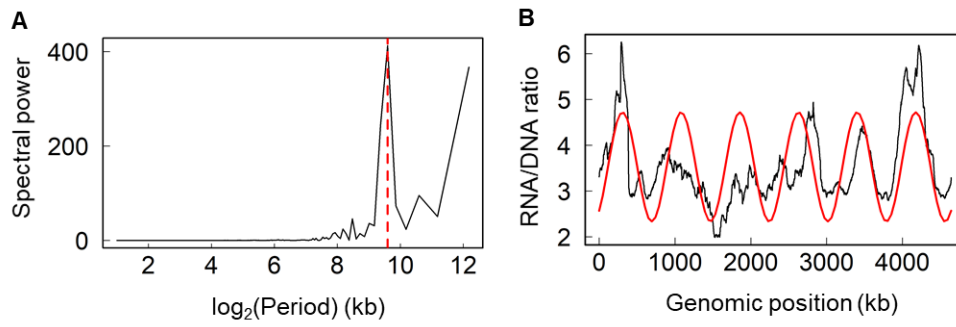 A
Spectral power
400
200
0
2 4 6 8 10 12
log₂(Period) (kb)
B
RNA/DNA ratio
6
5
4
3
2
0 1000 2000 3000 4000
Genomic position (kb)